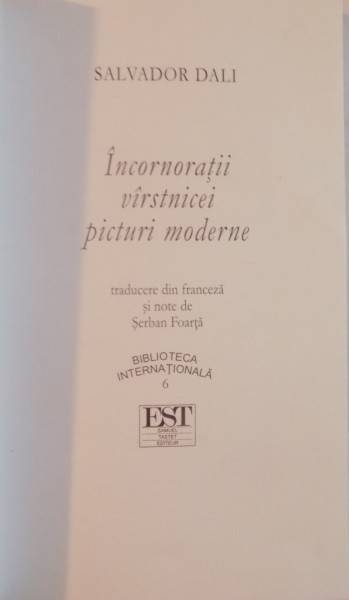 SALVADOR DALI
Încornorații
vîrstnicei
picturi moderne
traducere din franceză
și note de
Șerban Foarță
BIBLIOTECA
INTERNAȚIONALĂ
6
EST
SAMUEL
TASTET
EDITEUR